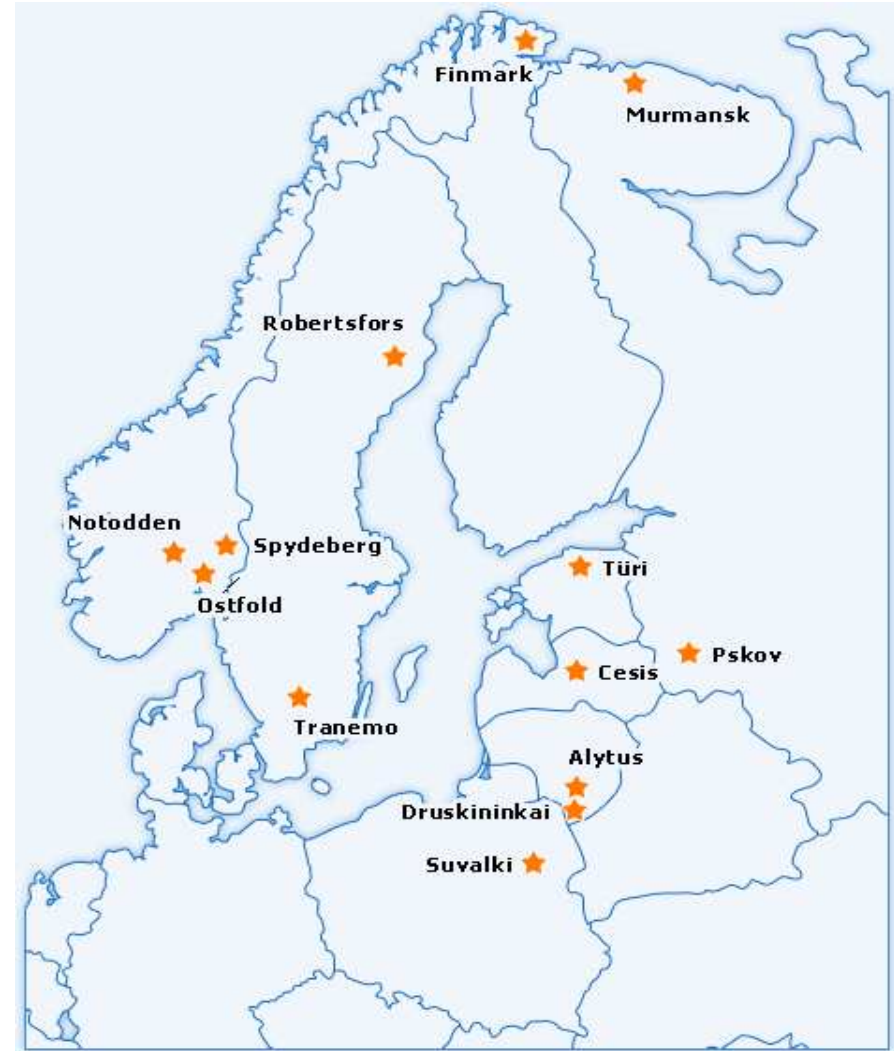 Finmark
Murmansk
Robertsfors
Notodden
Spydeberg
Ostfold
Türi
Pskov
Cesis
Tranemo
Alytus
Druskininkai
Suvalki